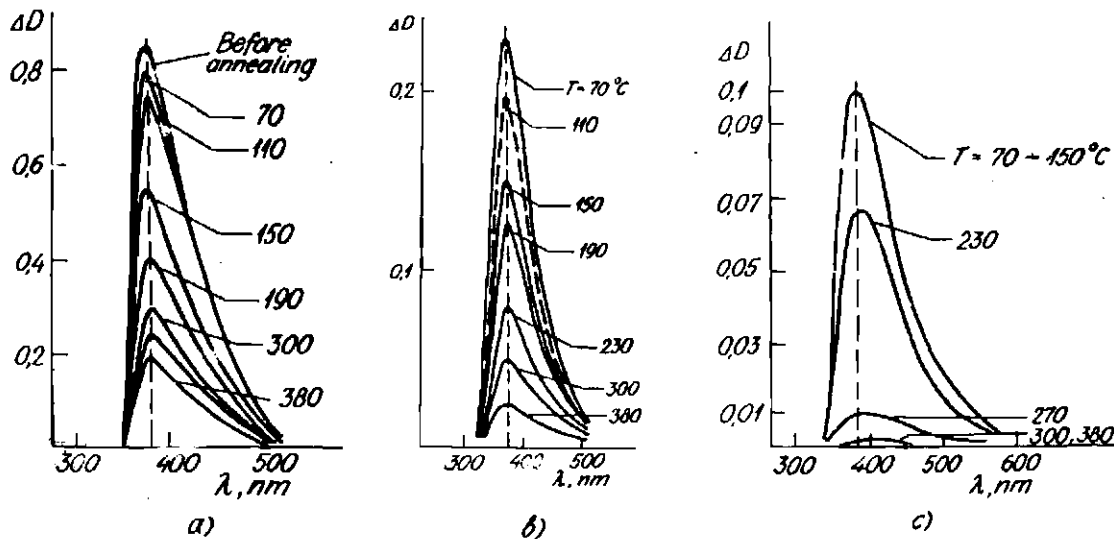 ΔD
0,8
0,6
0,4
0,2
Before
annealing
70
110
150
190
300
380
300 400 500
λ, nm
a)
ΔD
0,2
0,1
T = 70 °C
110
150
190
230
300
380
300 400 500
λ, nm
b)
ΔD
0,1
0,09
0,07
0,05
0,03
0,01
T = 70 - 150 °C
230
270
300, 380
300 400 500 600
λ, nm
c)